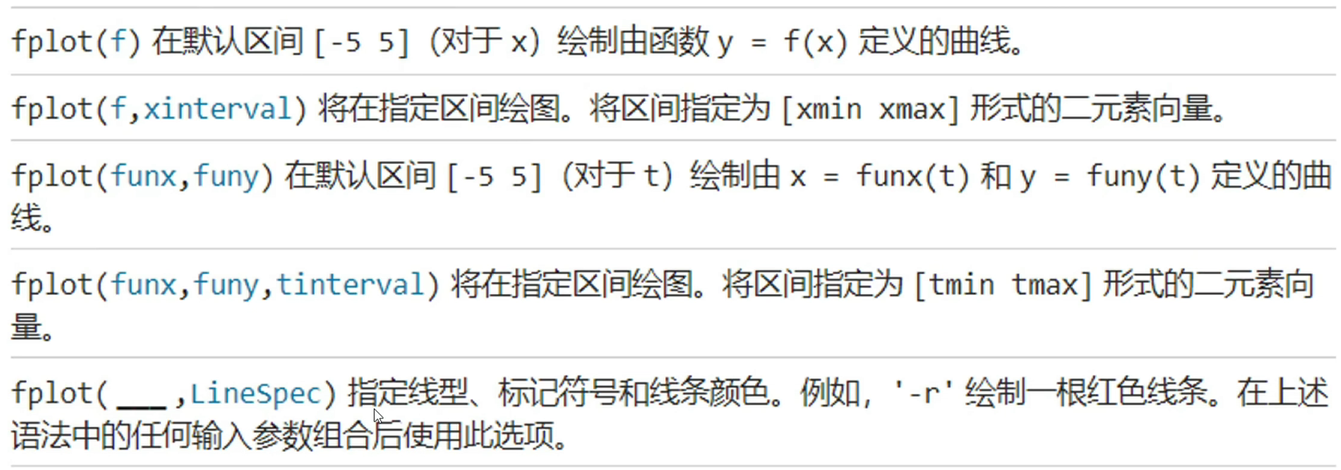 fplot(f) 在默认区间 [-5 5]（对于 x）绘制由函数 y = f(x) 定义的曲线。
fplot(f,xinterval) 将在指定区间绘图。将区间指定为 [xmin xmax] 形式的二元素向量。
fplot(funx,funy) 在默认区间 [-5 5]（对于 t）绘制由 x = funx(t) 和 y = funy(t) 定义的曲
线。
fplot(funx,funy,tinterval) 将在指定区间绘图。将区间指定为 [tmin tmax] 形式的二元素向
量。
fplot(___,LineSpec) 指定线型、标记符号和线条颜色。例如，'-r' 绘制一根红色线条。在上述
语法中的任何输入参数组合后使用此选项。